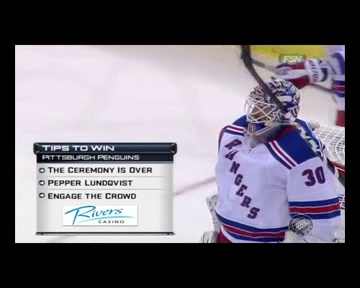 FSN
TIPS TO WIN
PITTSBURGH PENGUINS
THE CEREMONY IS OVER
PEPPER LUNDQVIST
ENGAGE THE CROWD
Rivers
CASINO
RANGERS
30